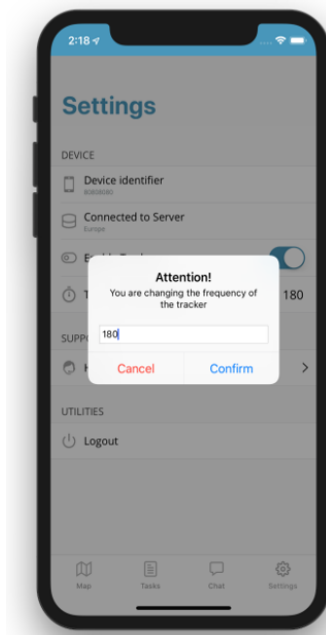 2:18
Settings
DEVICE
Device identifier
Connected to Server
Europe
180
Attention!
You are changing the frequency of
the tracker
180
Cancel
Confirm
UTILITIES
Logout
Map
Tasks
Chat
Settings